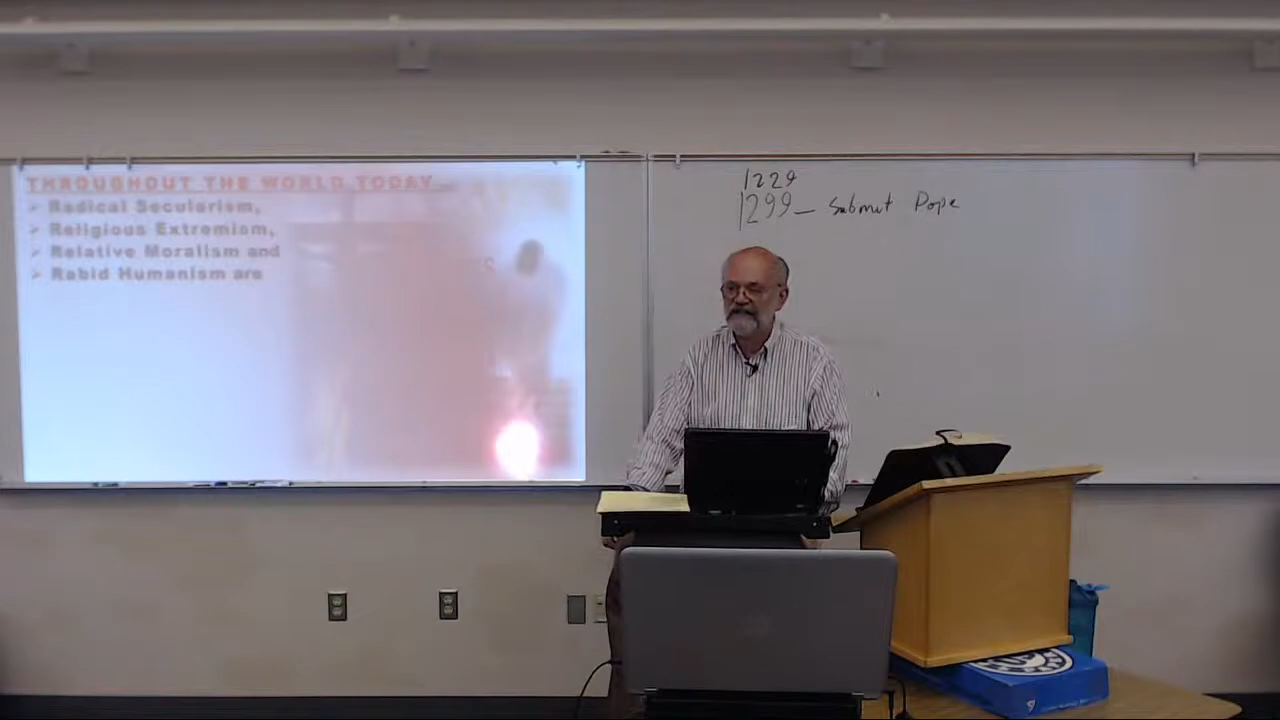 THROUGHOUT THE WORLD TODAY
Radical Secularism,
Religious Extremism,
Relative Moralism and
Rabid Humanism are
1229
1299 – Submit Pope